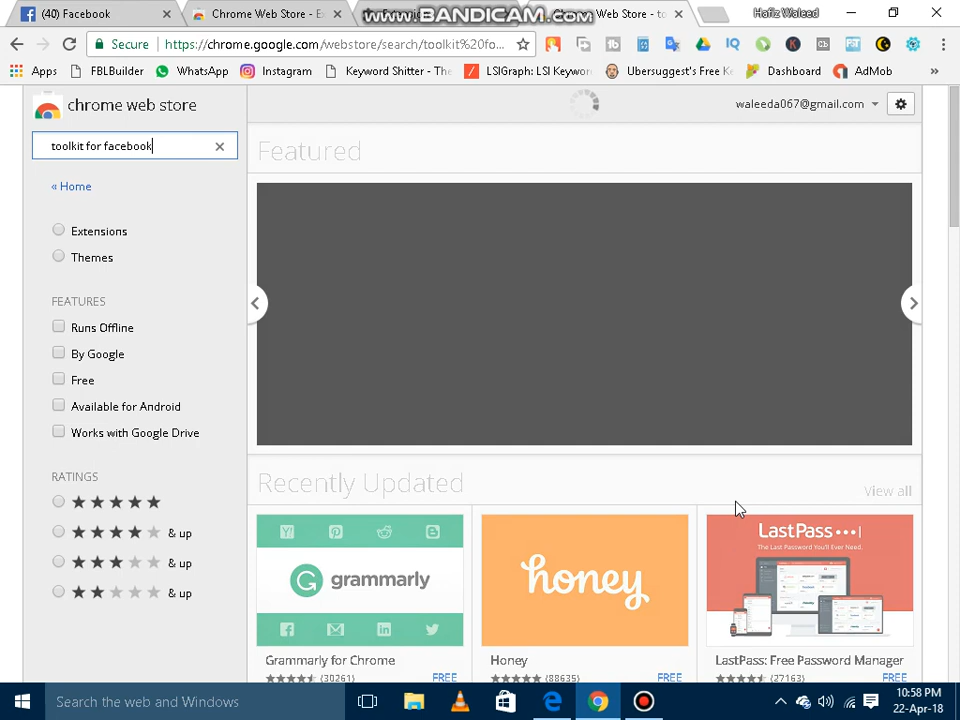 (40) Facebook
Chrome Web Store - E
WWW.BANDICAM.COM
Web Store - to
Hafiz Waleed
Secure
https://chrome.google.com/webstore/search/toolkit%20fo...
Apps
FBLBuilder
WhatsApp
Instagram
Keyword Shitter - The
LSIGraph: LSI Keywor
Ubersuggest's Free K
Dashboard
AdMob
»
chrome web store
waleeda067@gmail.com
toolkit for facebook
Featured
« Home
Extensions
Themes
FEATURES
Runs Offline
By Google
Free
Available for Android
Works with Google Drive
RATINGS
& up
& up
& up
Recently Updated
View all
grammarly
honey
LastPass •••|
The Last Password You'll Ever Need.
Grammarly for Chrome
Honey
LastPass: Free Password Manager
(30261)
FREE
(88635)
FREE
(27163)
FREE
Search the web and Windows
10:58 PM
22-Apr-18